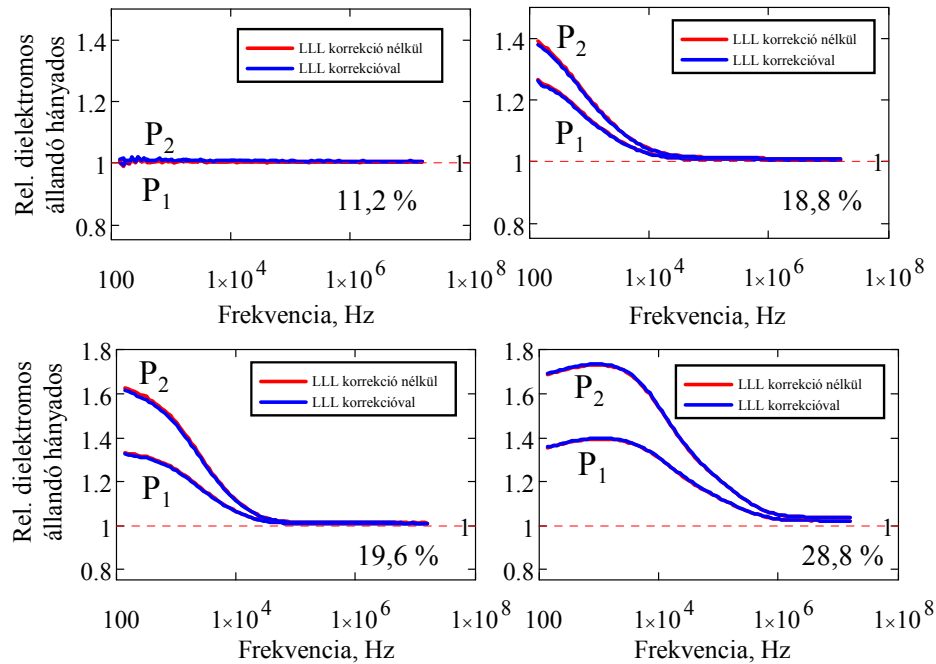 Rel. dielektromos
állandó hányados
1.4
1.2
1
0.8
LLL korrekció nélkül
LLL korrekcióval
P2
P1
1
11,2 %
100
1×10^4
1×10^6
1×10^8
Frekvencia, Hz
1.4
1.2
1
0.8
LLL korrekció nélkül
LLL korrekcióval
P2
P1
1
18,8 %
100
1×10^4
1×10^6
1×10^8
Frekvencia, Hz
Rel. dielektromos
állandó hányados
1.8
1.6
1.4
1.2
1
0.8
LLL korrekció nélkül
LLL korrekcióval
P2
P1
1
19,6 %
100
1×10^4
1×10^6
1×10^8
Frekvencia, Hz
1.8
1.6
1.4
1.2
1
0.8
LLL korrekció nélkül
LLL korrekcióval
P2
P1
1
28,8 %
100
1×10^4
1×10^6
1×10^8
Frekvencia, Hz